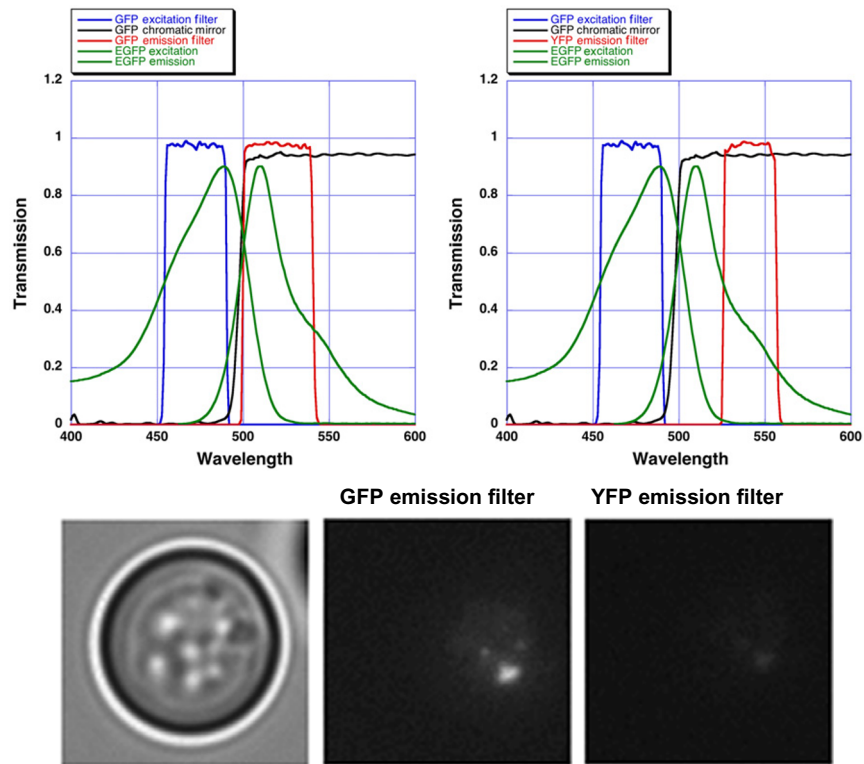 GFP excitation filter
GFP chromatic mirror
GFP emission filter
EGFP excitation
EGFP emission
1.2
1
0.8
0.6
0.4
0.2
0
Transmission
400
450
500
550
600
Wavelength
GFP excitation filter
GFP chromatic mirror
YFP emission filter
EGFP excitation
EGFP emission
1.2
1
0.8
0.6
0.4
0.2
0
Transmission
400
450
500
550
600
Wavelength
GFP emission filter
YFP emission filter